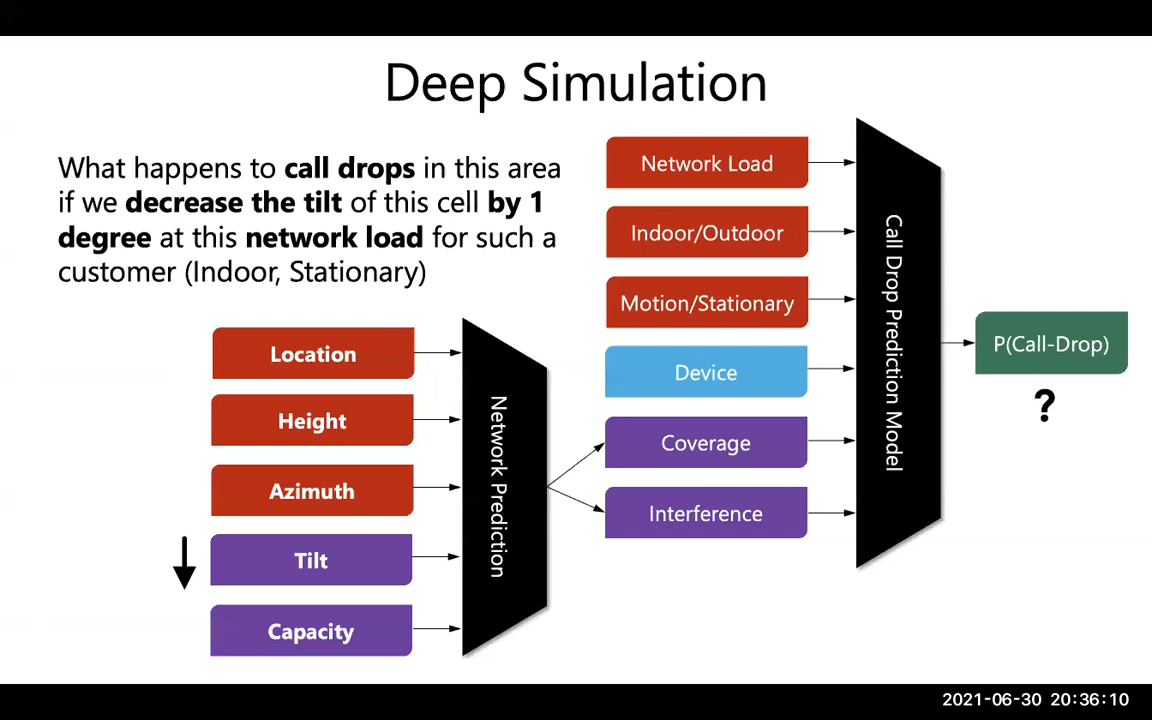 Deep Simulation
What happens to call drops in this area
if we decrease the tilt of this cell by 1
degree at this network load for such a
customer (Indoor, Stationary)
Location
Height
Azimuth
Tilt
Capacity
Network Prediction
Network Load
Indoor/Outdoor
Motion/Stationary
Device
Coverage
Interference
Call Drop Prediction Model
P(Call-Drop)
?
2021-06-30 20:36:10